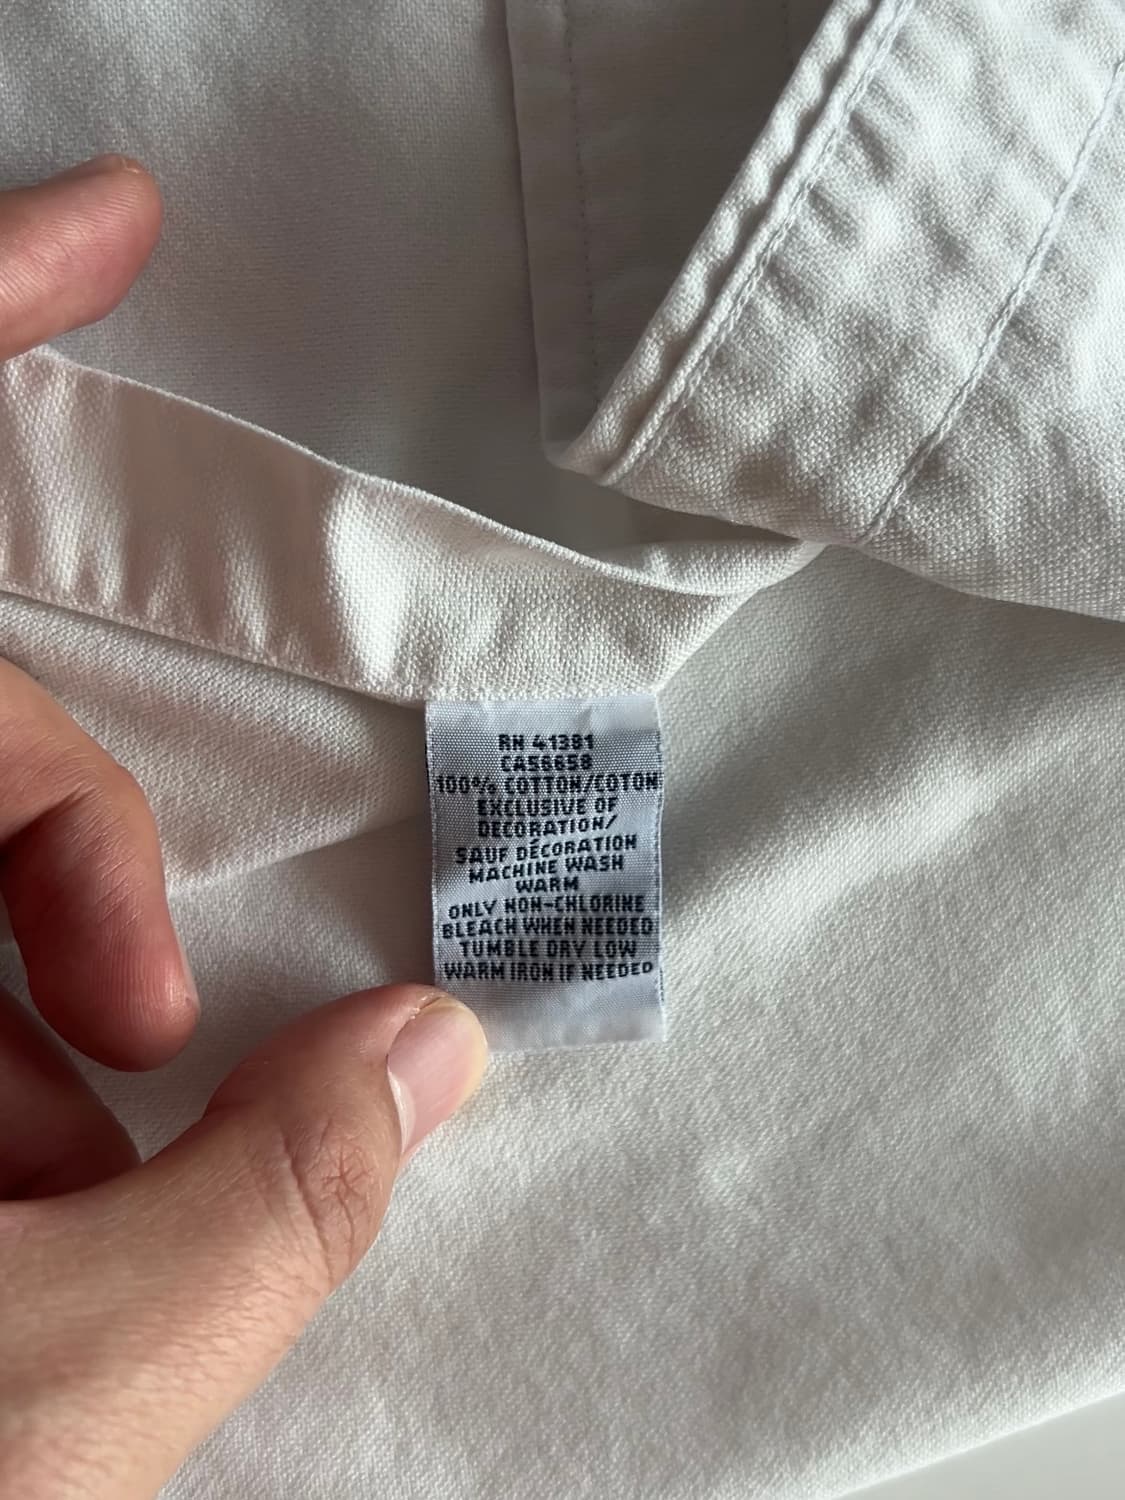 RN 41381
CA56658
100% COTTON/COTON
EXCLUSIVE OF
DECORATION/
SAUF DÉCORATION
MACHINE WASH
WARM
ONLY NON-CHLORINE
BLEACH WHEN NEEDED
TUMBLE DRY LOW
WARM IRON IF NEEDED